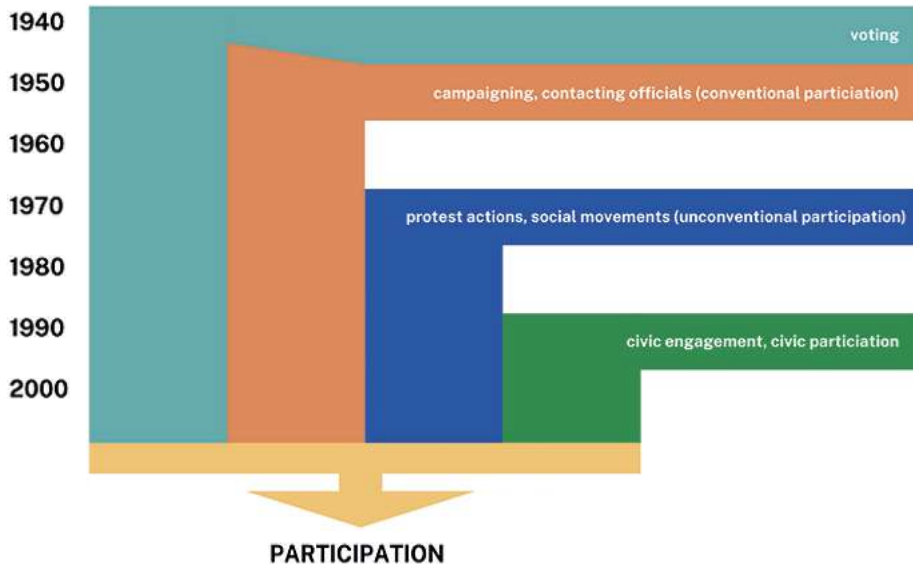 1940
voting
1950
campaigning, contacting officials (conventional particiation)
1960
1970
protest actions, social movements (unconventional participation)
1980
1990
civic engagement, civic particiation
2000
PARTICIPATION